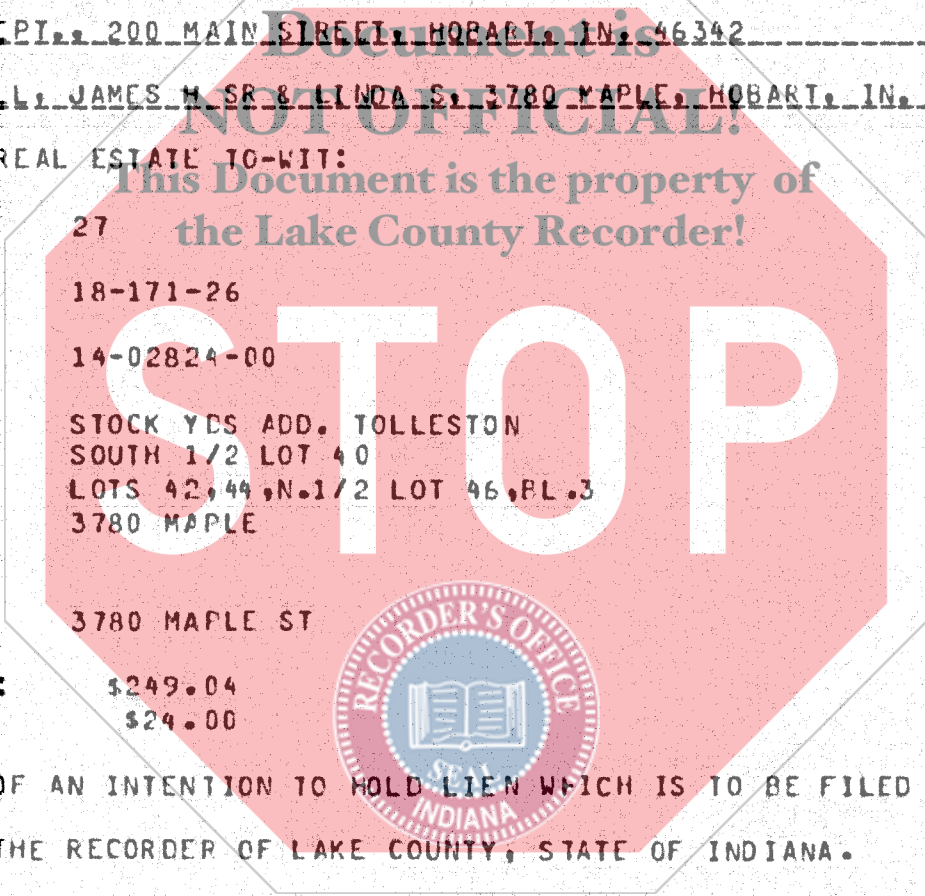 EPT., 200 MAIN STREET, HOBART, IN. 46342
Document is
L, JAMES H SR & LINDA S, 3780 MAPLE, HOBART, IN.
NOT OFFICIAL!
REAL ESTATE TO-WIT:
This Document is the property of
27
the Lake County Recorder!
18-171-26
STOP
14-02824-00
STOCK YDS ADD. TOLLESTON
SOUTH 1/2 LOT 40
LOTS 42,44,N.1/2 LOT 46,BL.3
3780 MAPLE
3780 MAPLE ST
RECORDER'S OFFICE
: $249.04
$24.00
SEAL
INDIANA
OF AN INTENTION TO HOLD LIEN WHICH IS TO BE FILED
THE RECORDER OF LAKE COUNTY, STATE OF INDIANA.